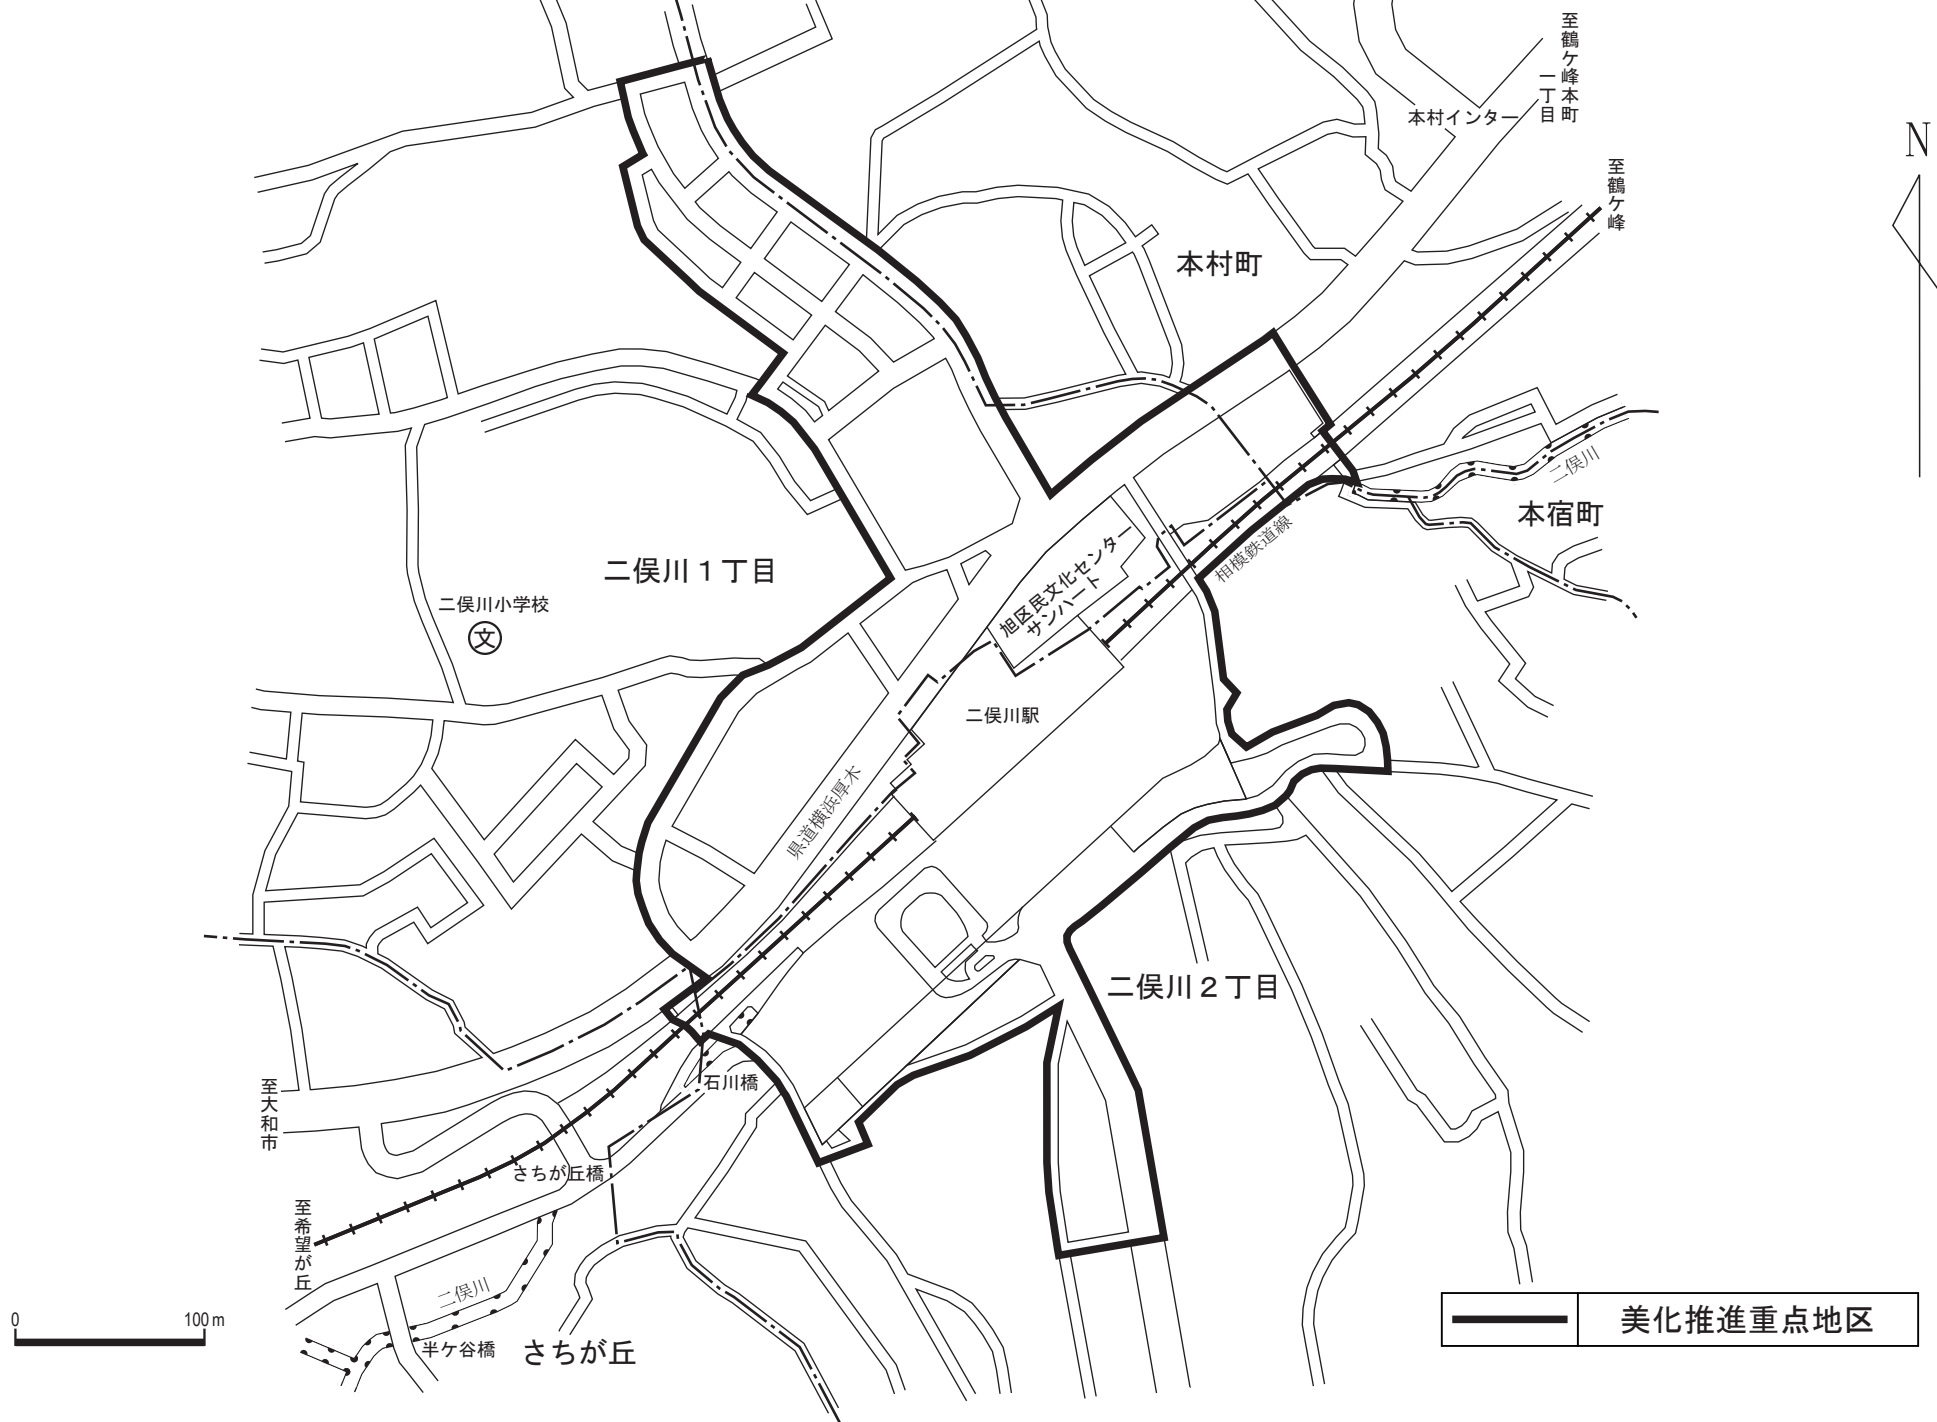 至鶴ケ峰本町
一丁目
本村インター
N
至鶴ケ峰
本村町
二俣川
本宿町
相模鉄道線
旭区民文化センター
サンハート
二俣川１丁目
二俣川小学校
文
二俣川駅
県道横浜厚木
二俣川２丁目
石川橋
至大和市
さちが丘橋
至希望が丘
二俣川
半ケ谷橋
さちが丘
0 100m
美化推進重点地区